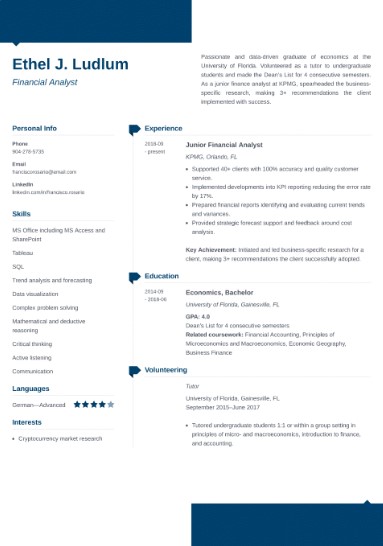 Ethel J. Ludlum
Financial Analyst
Passionate and data-driven graduate of economics at the
University of Florida. Volunteered as a tutor to undergraduate
students and made the Dean's List for 4 consecutive semesters.
As a junior finance analyst at KPMG, spearheaded the business-
specific research, making 3+ recommendations the client
implemented with success.
Personal Info
Phone
904-278-5735
Email
franciscorosario@email.com
LinkedIn
linkedin.com/in/francisco.rosario
Skills
MS Office including MS Access and
SharePoint
Tableau
SQL
Trend analysis and forecasting
Data visualization
Complex problem solving
Mathematical and deductive
reasoning
Critical thinking
Active listening
Communication
Languages
German—Advanced
Interests
• Cryptocurrency market research
Experience
2018-09
- present
Junior Financial Analyst
KPMG, Orlando, FL
• Supported 40+ clients with 100% accuracy and quality customer
service.
• Implemented developments into KPI reporting reducing the error rate
by 17%.
• Prepared financial reports identifying and evaluating current trends
and variances.
• Provided strategic forecast support and feedback around cost
analysis.
Key Achievement: Initiated and led business-specific research for a
client, making 3+ recommendations the client successfully adopted.
Education
2014-09
- 2018-06
Economics, Bachelor
University of Florida, Gainesville, FL
GPA: 4.0
Dean's List for 4 consecutive semesters
Related coursework: Financial Accounting, Principles of
Microeconomics and Macroeconomics, Economic Geography,
Business Finance
Volunteering
Tutor
University of Florida, Gainesville, FL
September 2015–June 2017
• Tutored undergraduate students 1:1 or within a group setting in
principles of micro- and macroeconomics, introduction to finance,
and accounting.